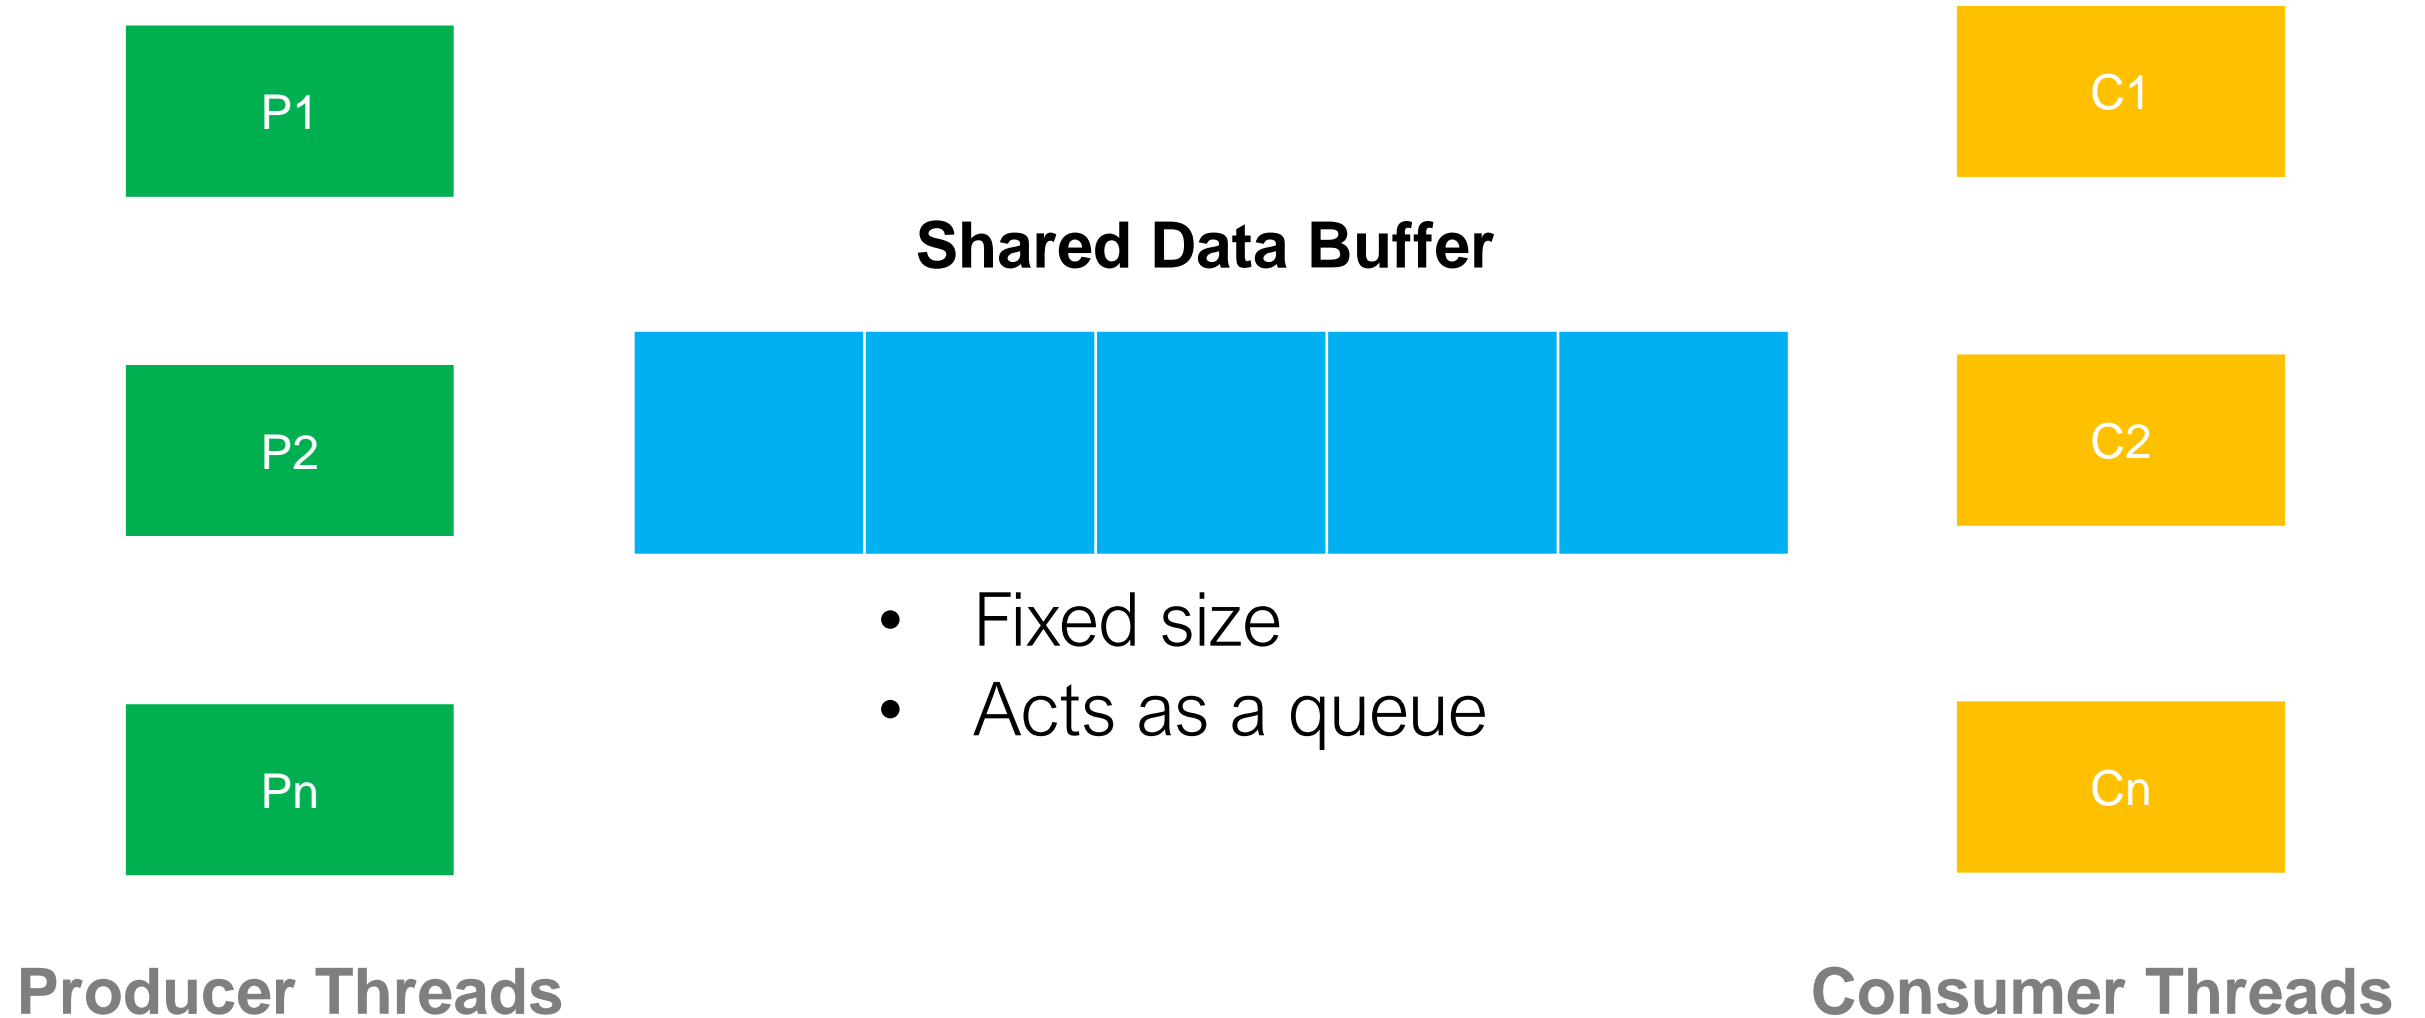 P1
P2
Pn
Producer Threads
Shared Data Buffer
• Fixed size
• Acts as a queue
C1
C2
Cn
Consumer Threads